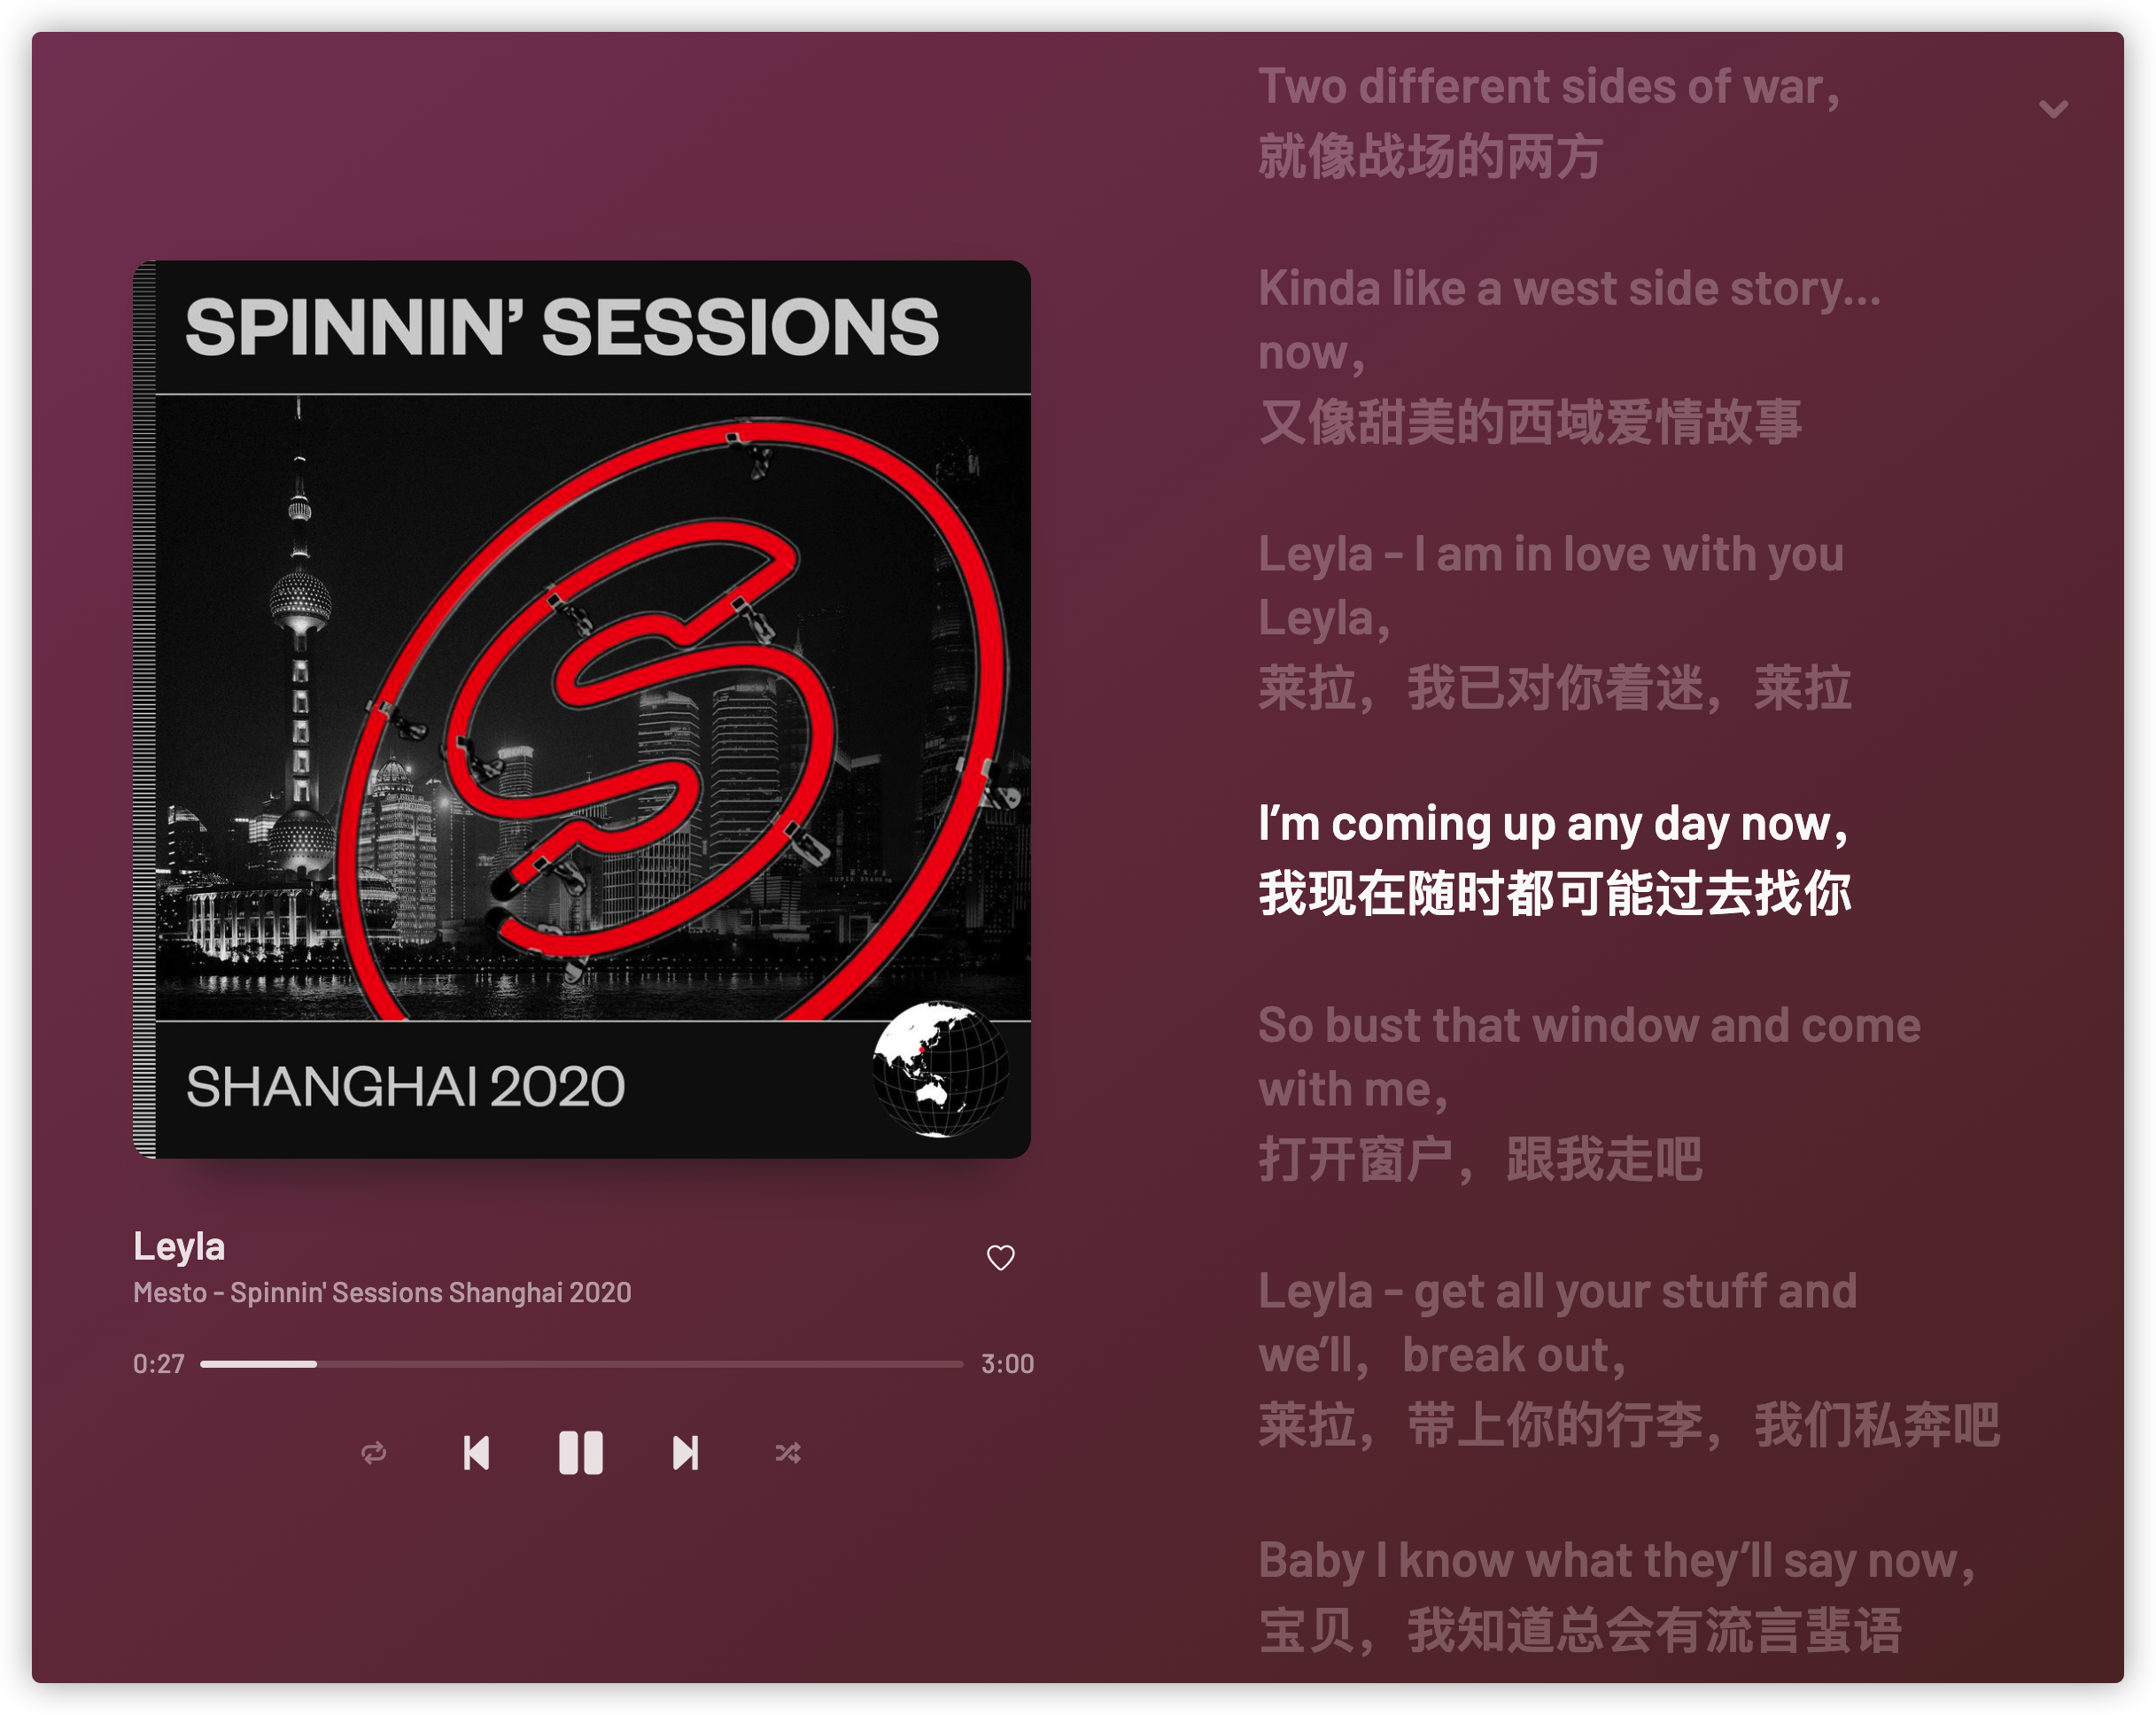 SPINNIN’ SESSIONS
SHANGHAI 2020
Leyla
Mesto - Spinnin' Sessions Shanghai 2020
0:27
3:00
Two different sides of war，
就像战场的两方
Kinda like a west side story...
now，
又像甜美的西域爱情故事
Leyla - I am in love with you
Leyla，
莱拉，我已对你着迷，莱拉
I’m coming up any day now，
我现在随时都可能过去找你
So bust that window and come
with me，
打开窗户，跟我走吧
Leyla - get all your stuff and
we’ll， break out，
莱拉，带上你的行李，我们私奔吧
Baby I know what they’ll say now，
宝贝，我知道总会有流言蜚语